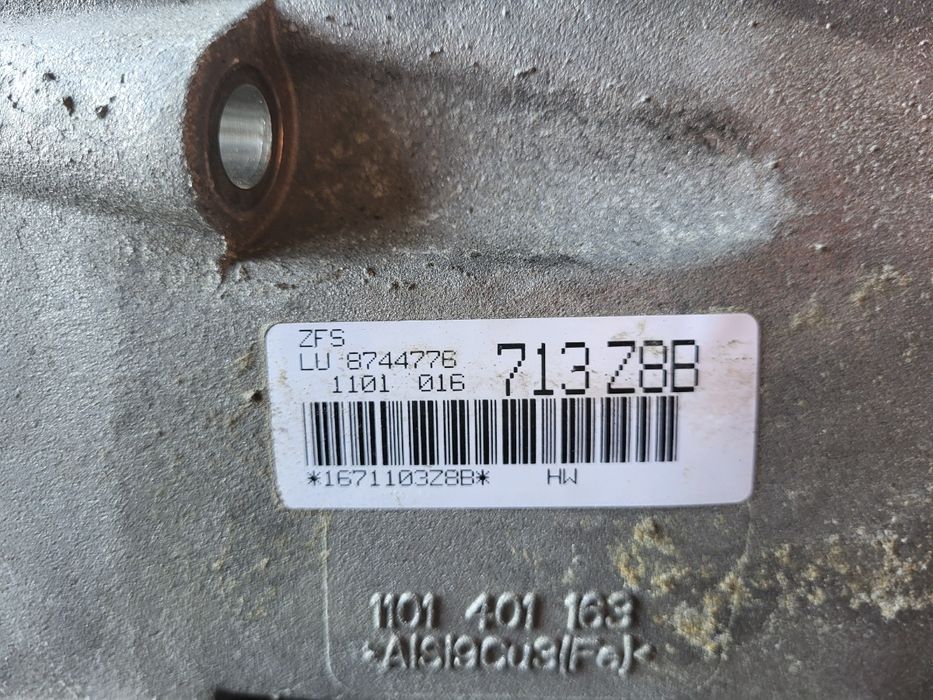 ZFS
LU 8744776
1101 016
713 Z8B
*1671103Z8B* HW
1101 401 163
>AlSi9Cu3(Fe)<